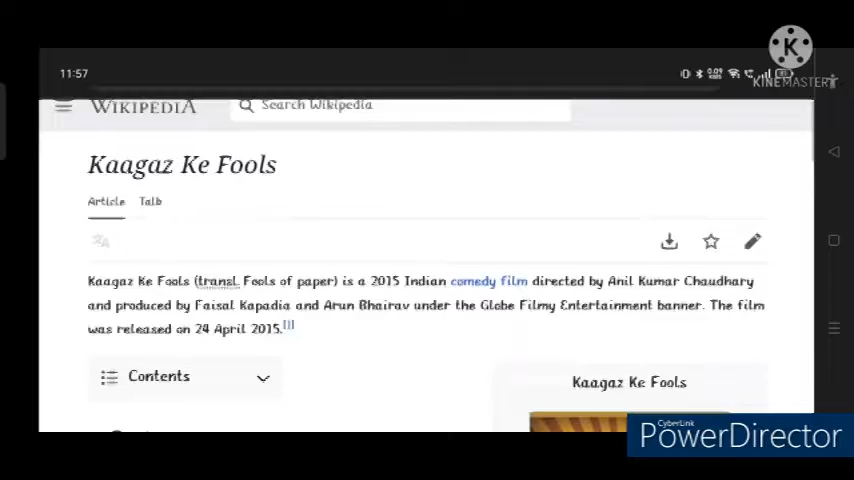 11:57
KINEMASTER
WIKIPEDIA
Search Wikipedia
Kaagaz Ke Fools
Article Talk
Kaagaz Ke Fools (transl. Fools of paper) is a 2015 Indian comedy film directed by Anil Kumar Chaudhary
and produced by Faisal Kapadia and Arun Bhairav under the Globe Filmy Entertainment banner. The film
was released on 24 April 2015.[1]
Contents
Kaagaz Ke Fools
CyberLink
PowerDirector